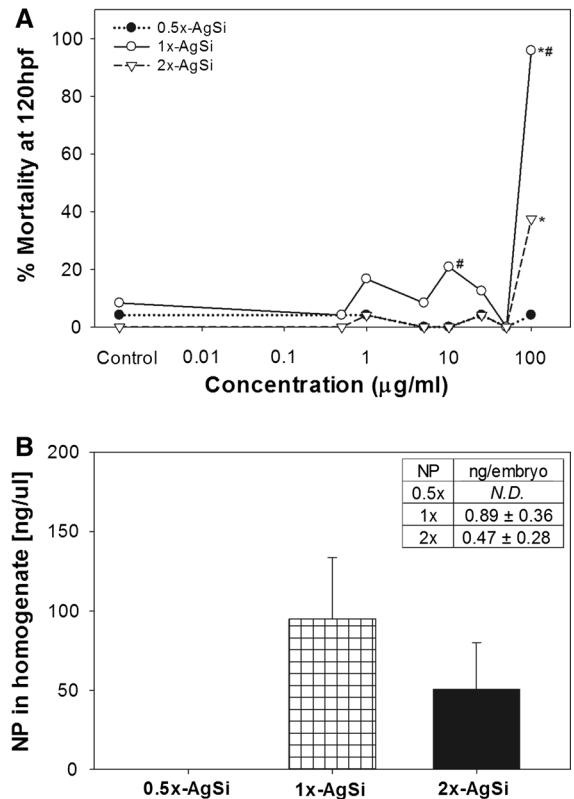 A
0.5x-AgSi
1x-AgSi
2x-AgSi
% Mortality at 120hpf
100
80
60
40
20
0
*#
*
#
Control 0.01 0.1 1 10 100
Concentration (μg/ml)
B
NP in homogenate [ng/ul]
200
150
100
50
0
NP ng/embryo
0.5x N.D.
1x 0.89 ± 0.36
2x 0.47 ± 0.28
0.5x-AgSi 1x-AgSi 2x-AgSi